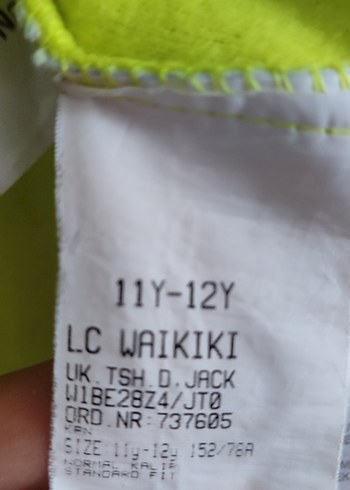 11Y-12Y
LC WAIKIKI
UK.TSH.D.JACK
W1BE28Z4/JT0
ORD.NR:737605
KAN
SIZE:11y-12y 152/76A
NORMAL KALIP
STANDARD FIT